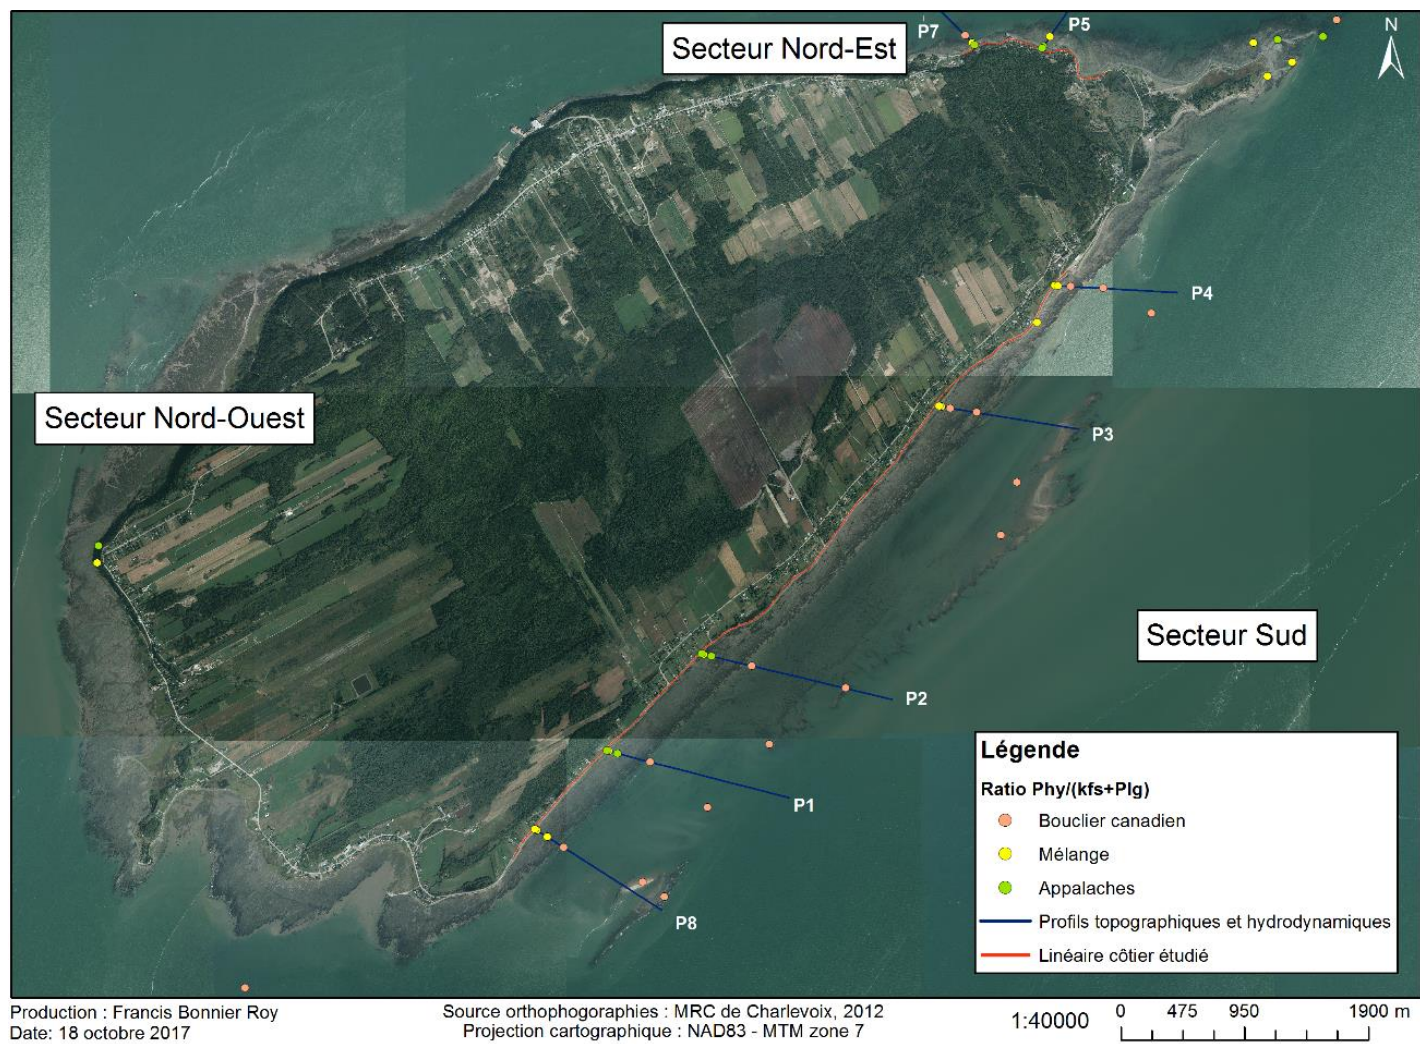 P7
P5
N
Secteur Nord-Est
P4
Secteur Nord-Ouest
P3
Secteur Sud
P2
P1
P8
Légende
Ratio Phy/(kfs+Plg)
Bouclier canadien
Mélange
Appalaches
Profils topographiques et hydrodynamiques
Linéaire côtier étudié
Production : Francis Bonnier Roy
Date: 18 octobre 2017
Source orthophogoraphies : MRC de Charlevoix, 2012
Projection cartographique : NAD83 - MTM zone 7
1:40000
0 475 950 1900 m